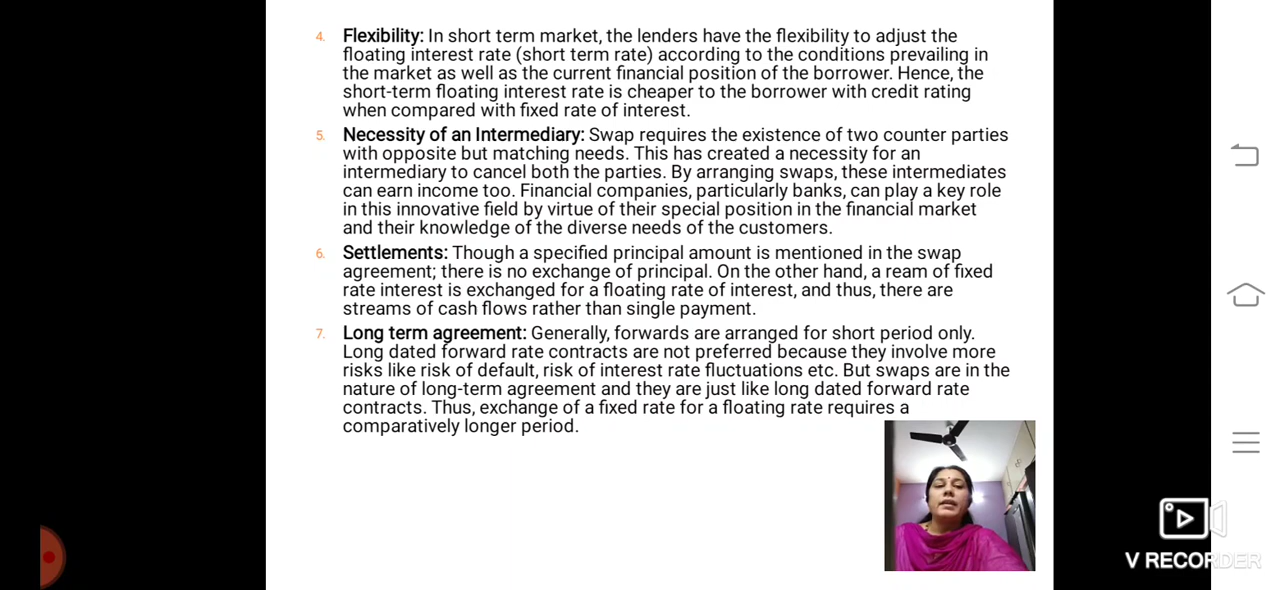 4. Flexibility: In short term market, the lenders have the flexibility to adjust the
floating interest rate (short term rate) according to the conditions prevailing in
the market as well as the current financial position of the borrower. Hence, the
short-term floating interest rate is cheaper to the borrower with credit rating
when compared with fixed rate of interest.
5. Necessity of an Intermediary: Swap requires the existence of two counter parties
with opposite but matching needs. This has created a necessity for an
intermediary to cancel both the parties. By arranging swaps, these intermediates
can earn income too. Financial companies, particularly banks, can play a key role
in this innovative field by virtue of their special position in the financial market
and their knowledge of the diverse needs of the customers.
6. Settlements: Though a specified principal amount is mentioned in the swap
agreement; there is no exchange of principal. On the other hand, a ream of fixed
rate interest is exchanged for a floating rate of interest, and thus, there are
streams of cash flows rather than single payment.
7. Long term agreement: Generally, forwards are arranged for short period only.
Long dated forward rate contracts are not preferred because they involve more
risks like risk of default, risk of interest rate fluctuations etc. But swaps are in the
nature of long-term agreement and they are just like long dated forward rate
contracts. Thus, exchange of a fixed rate for a floating rate requires a
comparatively longer period.
V RECORDER